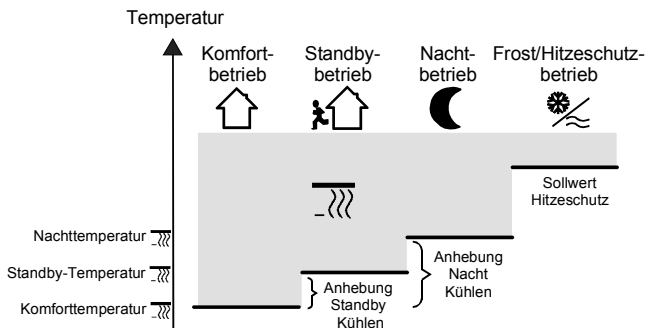 Temperatur
Komfort-
betrieb
Standby-
betrieb
Nacht-
betrieb
Frost/Hitzeschutz-
betrieb
Sollwert
Hitzeschutz
Nachttemperatur
Standby-Temperatur
Komforttemperatur
Anhebung
Nacht
Kühlen
Anhebung
Standby
Kühlen